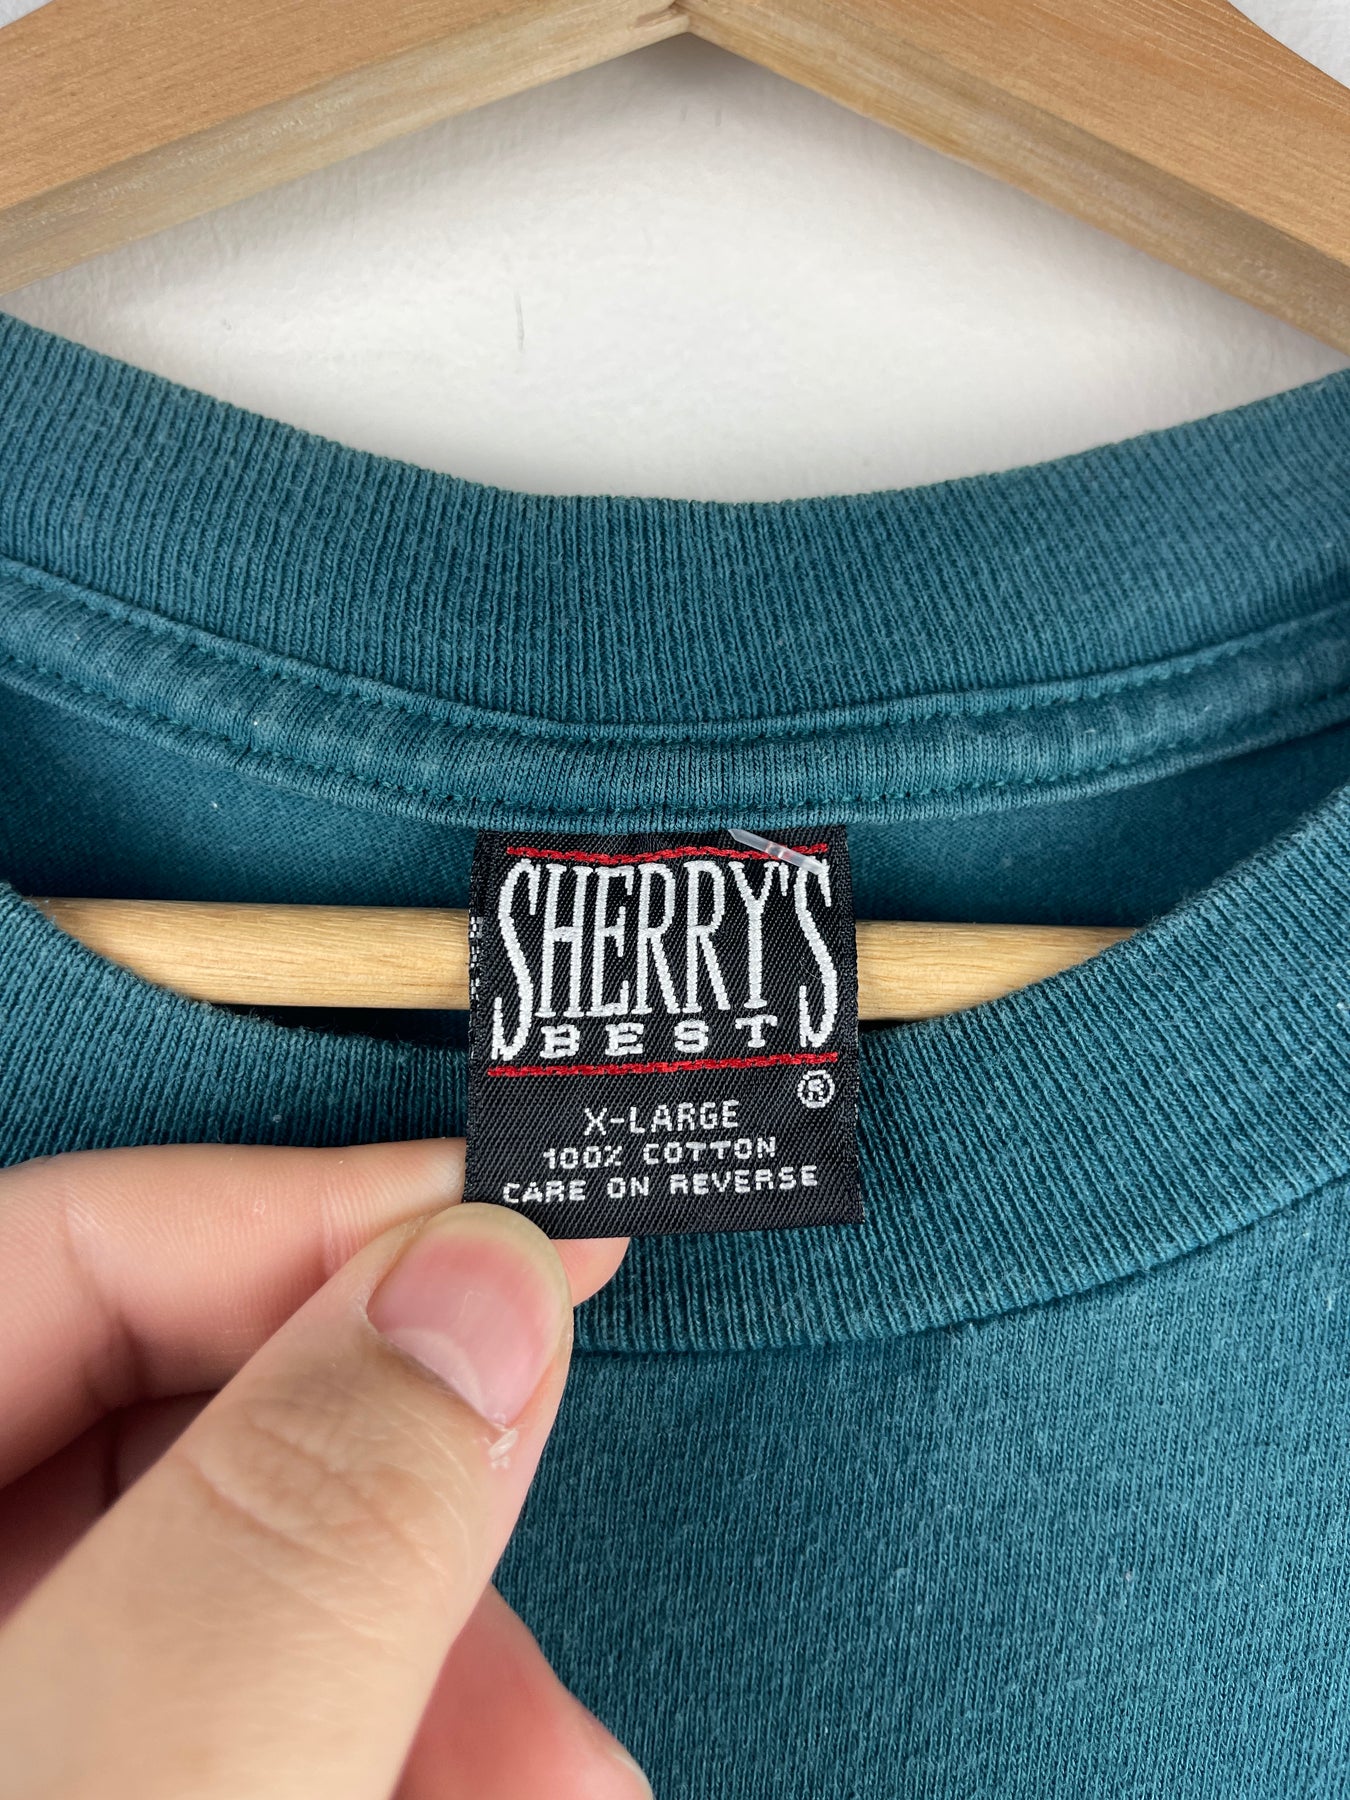 SHERRY'S
BEST
®
X-LARGE
100% COTTON
CARE ON REVERSE